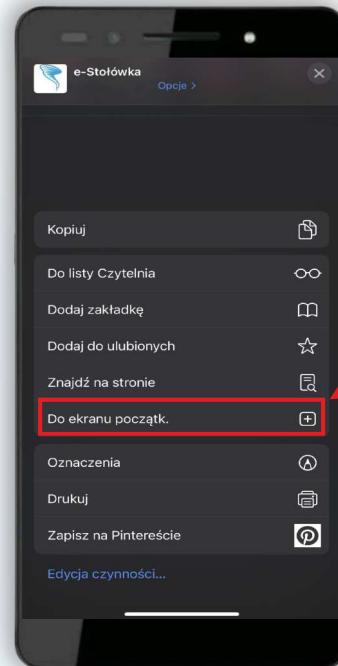 e-Stołówka
Opcje >
Kopiuj
Do listy Czytelnia
Dodaj zakładkę
Dodaj do ulubionych
Znajdź na stronie
Do ekranu początk.
Oznaczenia
Drukuj
Zapisz na Pintereście
Edycja czynności...